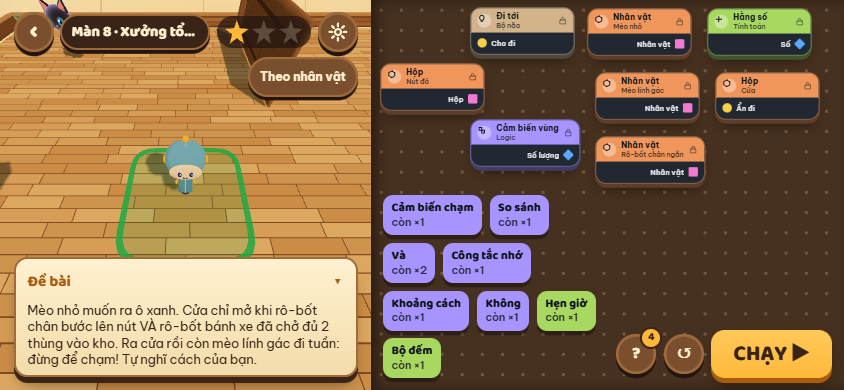 Màn 8 · Xưởng tổ...
Theo nhân vật
Đề bài
Mèo nhỏ muốn ra ô xanh. Cửa chỉ mở khi rô-bốt
chân bước lên nút VÀ rô-bốt bánh xe đã chở đủ 2
thùng vào kho. Ra cửa rồi còn mèo lính gác đi tuần:
đừng để chạm! Tự nghĩ cách của bạn.
Đi tới
Bộ não
Cho đi
Nhân vật
Mèo nhỏ
Nhân vật
Hằng số
Tính toán
Số
Hộp
Nút đỏ
Hộp
Nhân vật
Mèo lính gác
Nhân vật
Hộp
Cửa
Ẩn đi
Cảm biến vùng
Logic
Số lượng
Nhân vật
Rô-bốt chân ngắn
Nhân vật
Cảm biến chạm
còn ×1
So sánh
còn ×1
Và
còn ×2
Công tắc nhớ
còn ×1
Khoảng cách
còn ×1
Không
còn ×1
Hẹn giờ
còn ×1
Bộ đếm
còn ×1
?
4
CHẠY